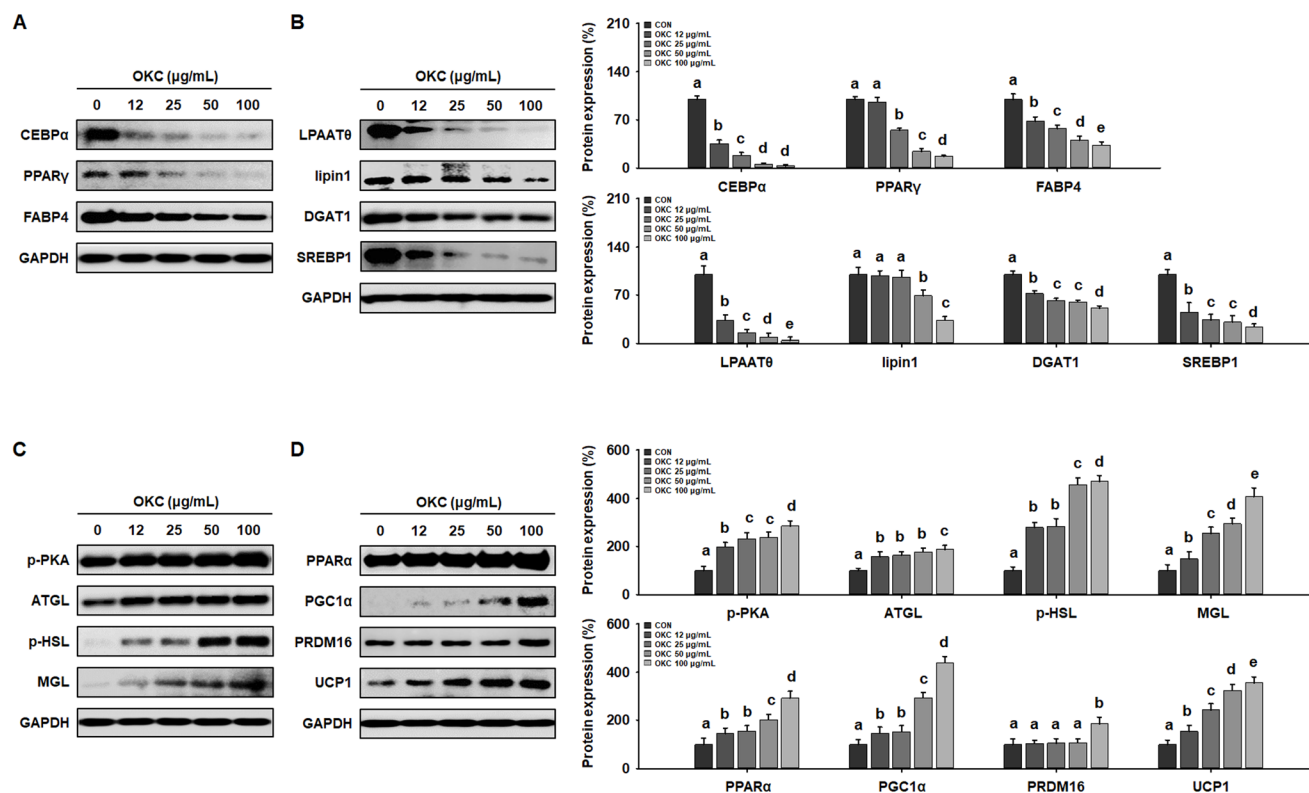 A
OKC (µg/mL)
0 12 25 50 100
CEBPα
PPARγ
FABP4
GAPDH
B
OKC (µg/mL)
0 12 25 50 100
LPAATθ
lipin1
DGAT1
SREBP1
GAPDH
Protein expression (%)
210
140
70
0
CON
OKC 12 µg/mL
OKC 25 µg/mL
OKC 50 µg/mL
OKC 100 µg/mL
a b c d d
a a b c d
a b c d e
CEBPα PPARγ FABP4
Protein expression (%)
210
140
70
0
CON
OKC 12 µg/mL
OKC 25 µg/mL
OKC 50 µg/mL
OKC 100 µg/mL
a b c d e
a a a b c
a b c c d
a b c c d
LPAATθ lipin1 DGAT1 SREBP1
C
OKC (µg/mL)
0 12 25 50 100
p-PKA
ATGL
p-HSL
MGL
GAPDH
D
OKC (µg/mL)
0 12 25 50 100
PPARα
PGC1α
PRDM16
UCP1
GAPDH
Protein expression (%)
600
400
200
0
CON
OKC 12 µg/mL
OKC 25 µg/mL
OKC 50 µg/mL
OKC 100 µg/mL
a b c c d
a b b b c
a b b c d
a b c d e
p-PKA ATGL p-HSL MGL
Protein expression (%)
600
400
200
0
CON
OKC 12 µg/mL
OKC 25 µg/mL
OKC 50 µg/mL
OKC 100 µg/mL
a b b c d
a b b c d
a a a a b
a b c d e
PPARα PGC1α PRDM16 UCP1